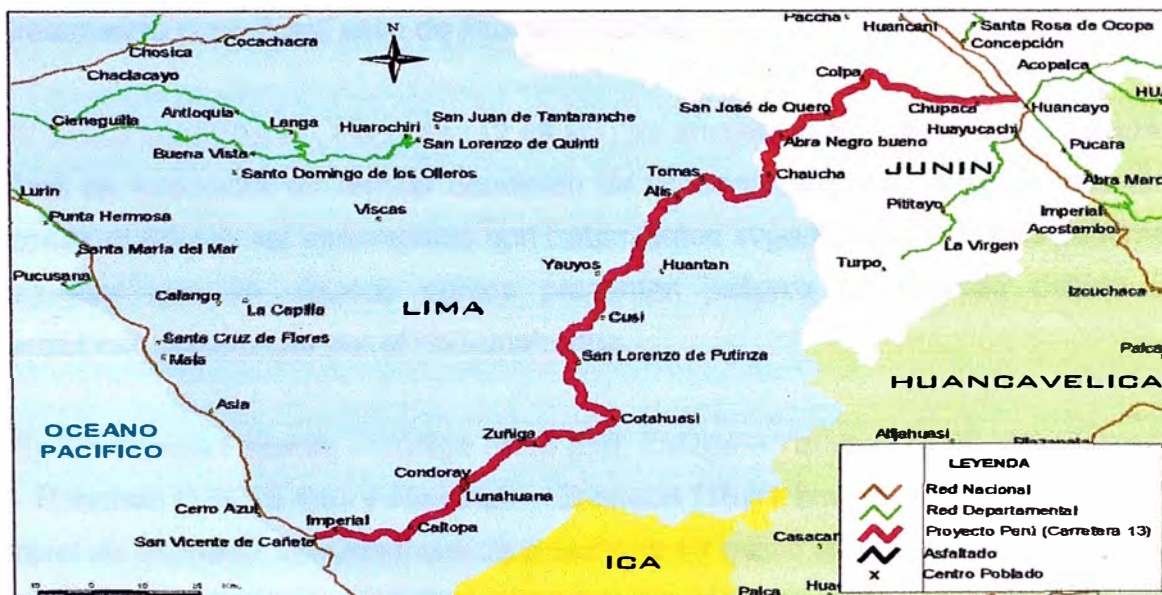 Paccha
Huancani
Santa Rosa de Ocopa
Concepción
Chosica
Cocachacra
N
Chaclacayo
Colpa
Acopalca
Antioquia
Langa
San Juan de Tantaranche
San José de Quero
Chupaca
Huancayo
Cieneguilla
Huarochiri
San Lorenzo de Quinti
Huayucachi
Buena Vista
Abra Negro bueno
Pucara
Santo Domingo de los Olleros
Tomas
Chaucha
JUNIN
Lurin
Alis
Abra
Viscas
Pititayo
Imperial
Punta Hermosa
Acostambo
Santa María del Mar
La Virgen
Yauyos
Huantan
Turpo
Pucusana
Calango
La Capilla
LIMA
Izcuchaca
Cusi
Santa Cruz de Flores
Mala
San Lorenzo de Putinza
Palca
HUANCAVELICA
Asia
Cotahuasi
OCEANO
PACIFICO
Zuñiga
Condoray
Lunahuana
Cerro Azul
Imperial
Caltopa
San Vicente de Cañete
ICA
Palca
LEYENDA
Red Nacional
Red Departamental
Proyecto Perú (Carretera 13)
Asfaltado
Centro Poblado